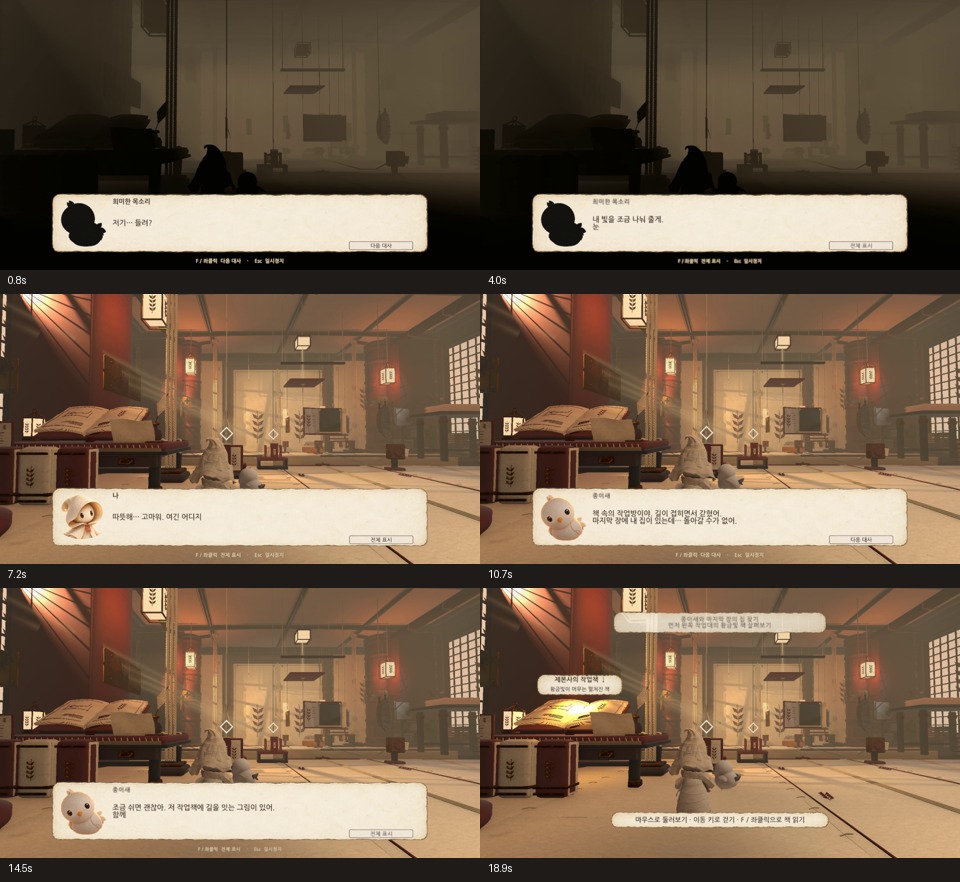 희미한 목소리
저기… 들려?
다음 대사
F / 좌클릭 다음 대사 · Esc 일시정지
0.8s
희미한 목소리
내 빛을 조금 나눠 줄게.
눈
전체 표시
F / 좌클릭 전체 표시 · Esc 일시정지
4.0s
나
따뜻해… 고마워. 여긴 어디지
전체 표시
F / 좌클릭 전체 표시 · Esc 일시정지
7.2s
종이새
책 속의 작업방이야. 길이 접히면서 갇혔어.
마지막 장에 내 집이 있는데… 돌아갈 수가 없어.
다음 대사
F / 좌클릭 다음 대사 · Esc 일시정지
10.7s
종이새
조금 쉬면 괜찮아. 저 작업책에 길을 잇는 그림이 있어.
함께
전체 표시
F / 좌클릭 전체 표시 · Esc 일시정지
14.5s
종이새와 마지막 장의 집 찾기
먼저 왼쪽 작업대의 황금빛 책 살펴보기
제본사의 작업책
황금빛이 머무는 펼쳐진 책
마우스로 둘러보기 · 이동 키로 걷기 · F / 좌클릭으로 책 읽기
18.9s